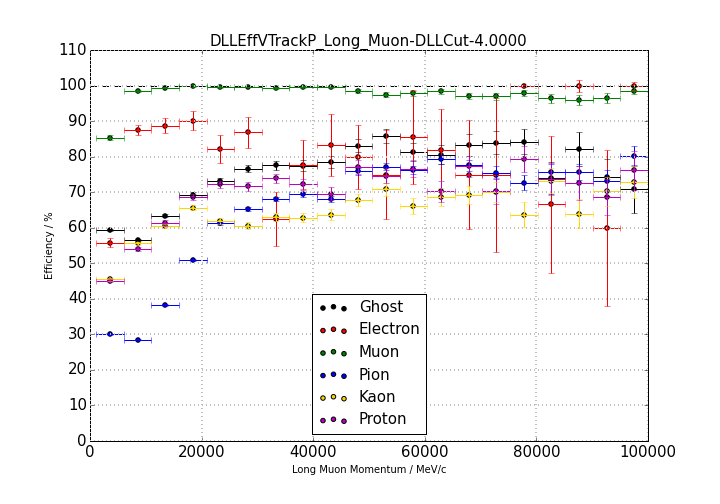 DLLEffVTrackP_Long_Muon-DLLCut-4.0000
110
100
90
80
70
60
50
40
30
20
10
0
Efficiency / %
Ghost
Electron
Muon
Pion
Kaon
Proton
0 20000 40000 60000 80000 100000
Long Muon Momentum / MeV/c